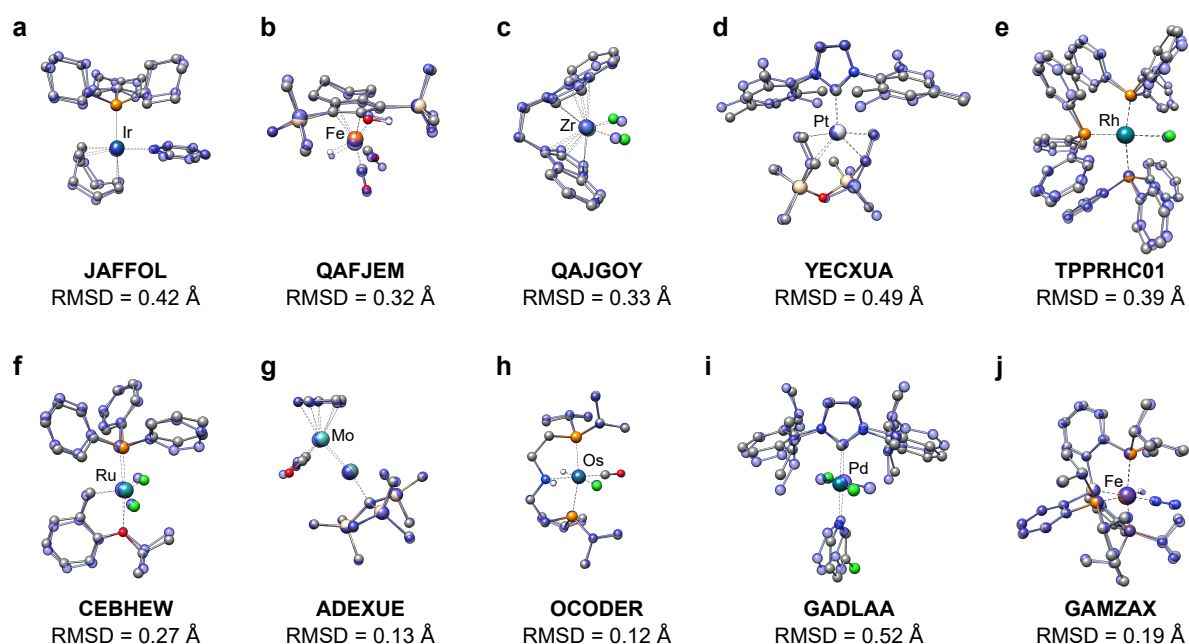 a
Ir
JAFFOL
RMSD = 0.42 Å
b
Fe
QAFJEM
RMSD = 0.32 Å
c
Zr
QAJGOY
RMSD = 0.33 Å
d
Pt
YECXUA
RMSD = 0.49 Å
e
Rh
TPPRHC01
RMSD = 0.39 Å
f
Ru
CEBHEW
RMSD = 0.27 Å
g
Mo
ADEXUE
RMSD = 0.13 Å
h
Os
OCODER
RMSD = 0.12 Å
i
Pd
GADLAA
RMSD = 0.52 Å
j
Fe
GAMZAX
RMSD = 0.19 Å